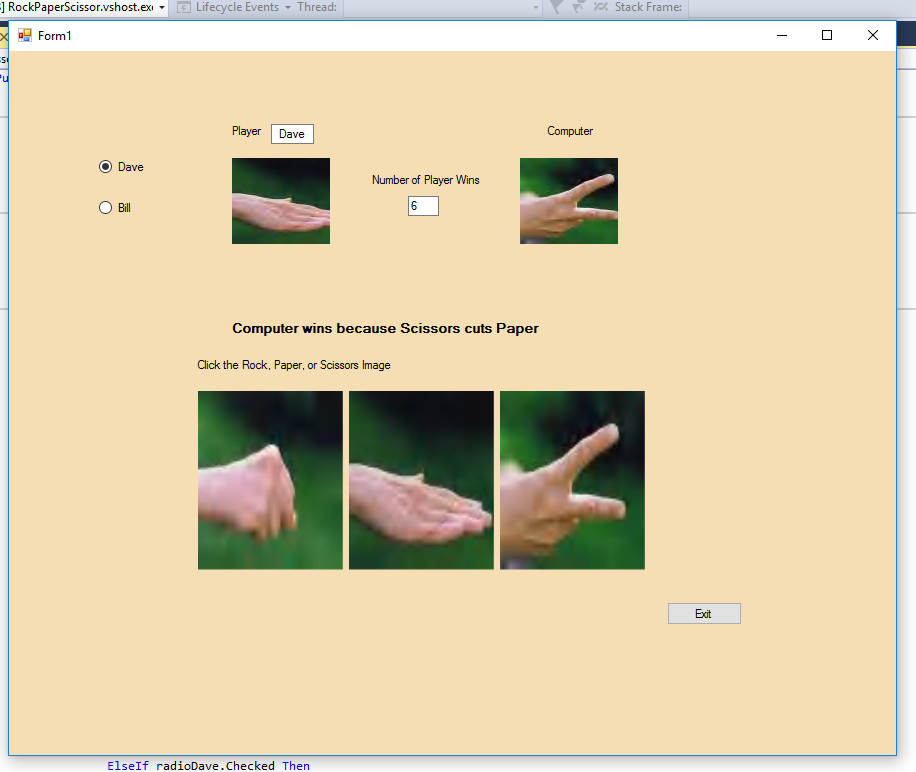 RockPaperScissor.vshost.exe Lifecycle Events Thread: Stack Frame:
Form1
Player Dave Computer
Dave
Number of Player Wins
Bill 6
Computer wins because Scissors cuts Paper
Click the Rock, Paper, or Scissors Image
Exit
ElseIf radioDave.Checked Then